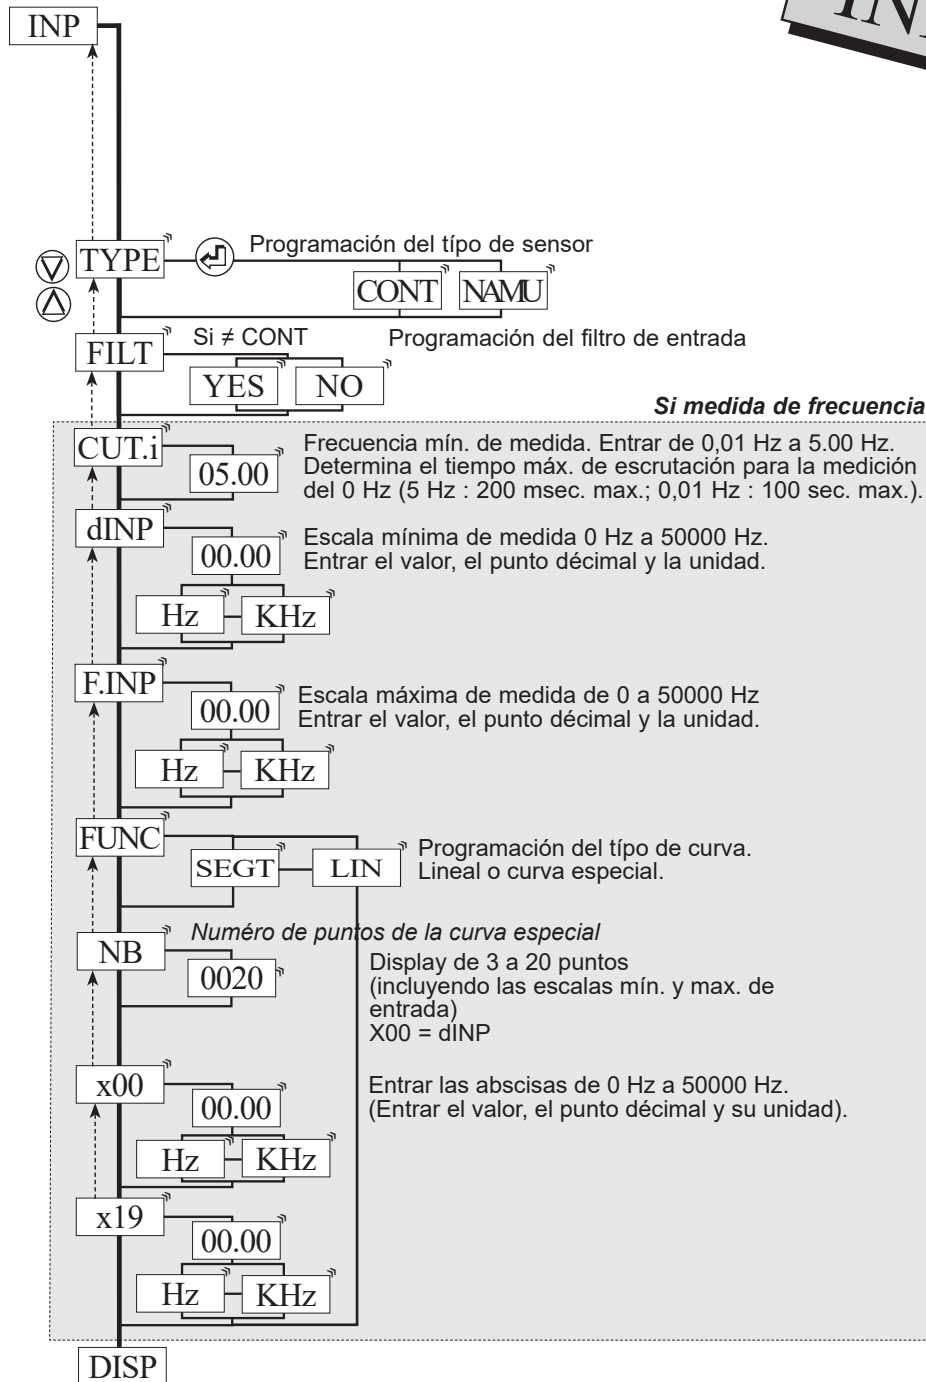 INP
TYPE
Programación del típo de sensor
CONT NAMU
FILT
Si ≠ CONT
Programación del filtro de entrada
YES NO
Si medida de frecuencia
CUT.i
05.00
Frecuencia mín. de medida. Entrar de 0,01 Hz a 5.00 Hz.
Determina el tiempo máx. de escrutación para la medición
del 0 Hz (5 Hz : 200 msec. max.; 0,01 Hz : 100 sec. max.).
dINP
00.00
Escala mínima de medida 0 Hz a 50000 Hz.
Entrar el valor, el punto décimal y la unidad.
Hz KHz
F.INP
00.00
Escala máxima de medida de 0 a 50000 Hz
Entrar el valor, el punto décimal y la unidad.
Hz KHz
FUNC
SEGT LIN
Programación del típo de curva.
Lineal o curva especial.
NB
Numéro de puntos de la curva especial
0020
Display de 3 a 20 puntos
(incluyendo las escalas mín. y max. de
entrada)
X00 = dINP
x00
00.00
Entrar las abscisas de 0 Hz a 50000 Hz.
(Entrar el valor, el punto décimal y su unidad).
Hz KHz
x19
00.00
Hz KHz
DISP